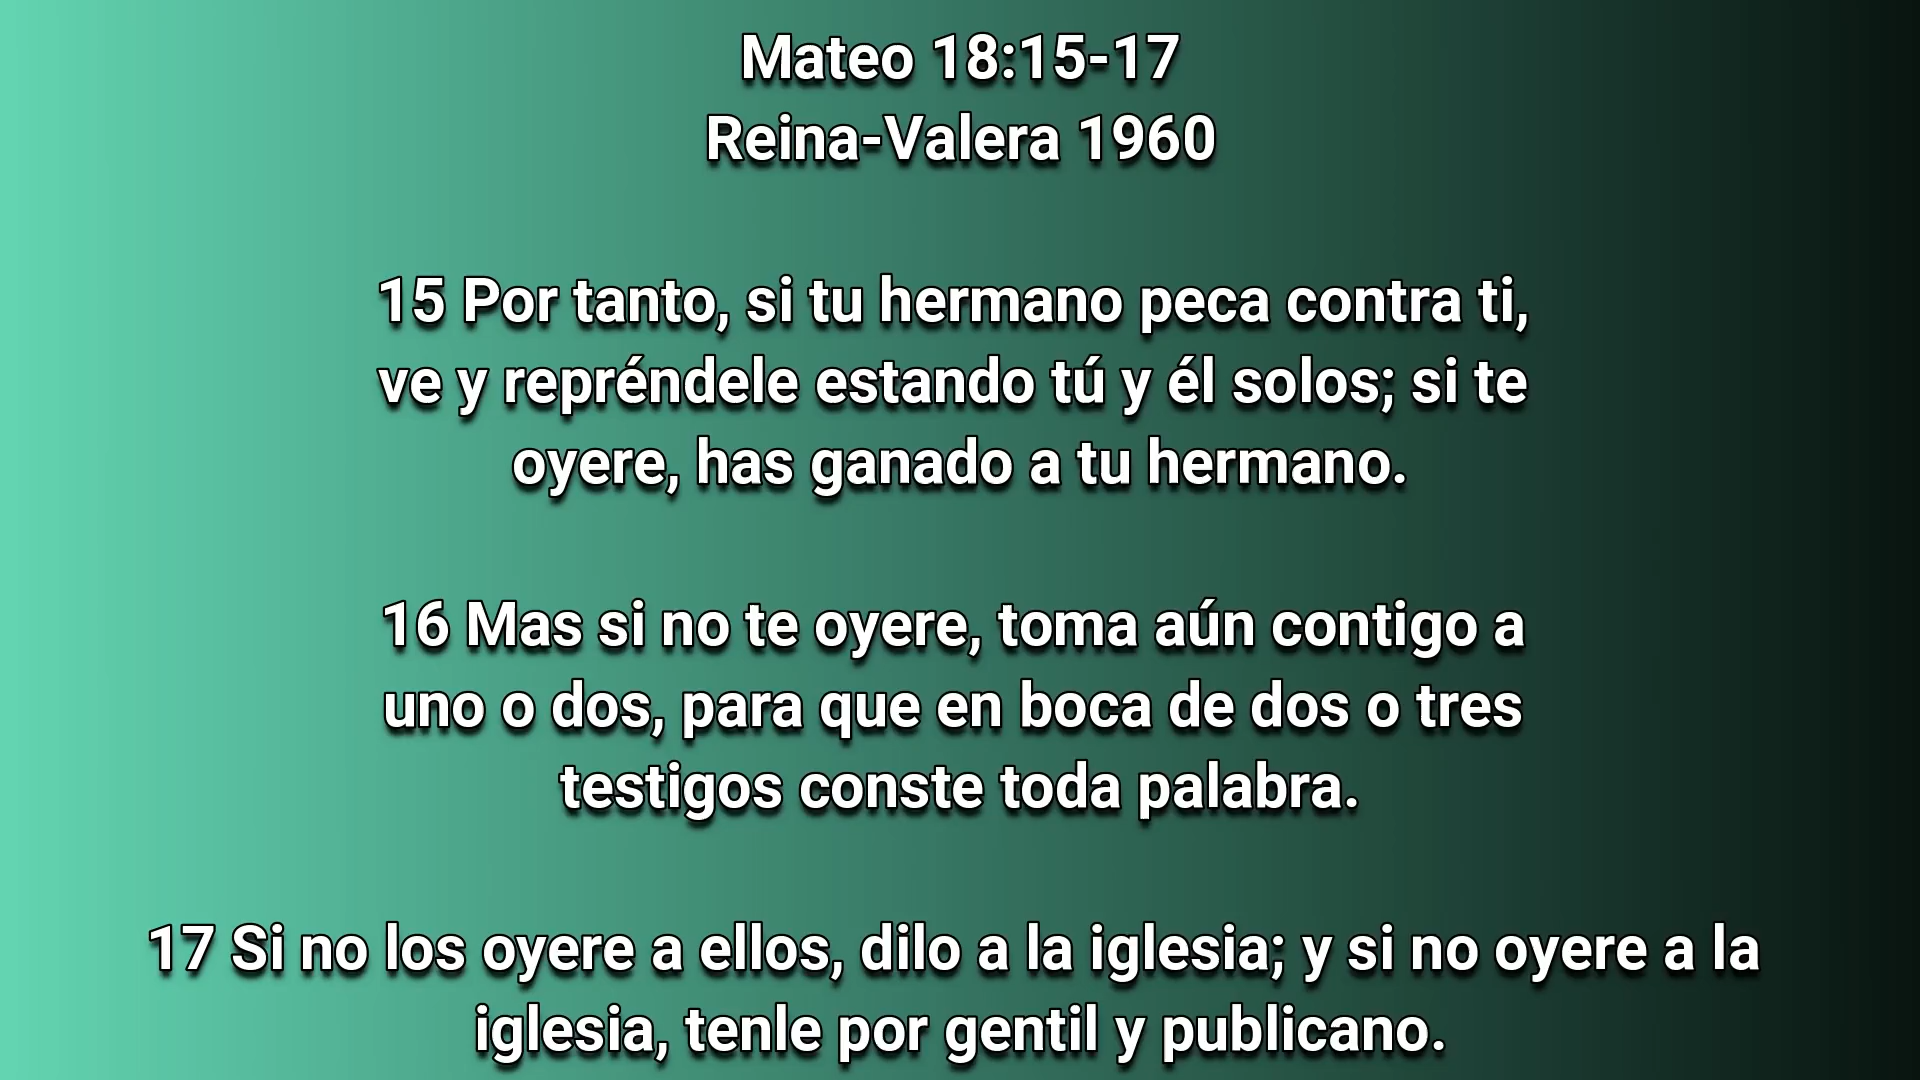 Mateo 18:15-17
Reina-Valera 1960
15 Por tanto, si tu hermano peca contra ti,
ve y repréndele estando tú y él solos; si te
oyere, has ganado a tu hermano.
16 Mas si no te oyere, toma aún contigo a
uno o dos, para que en boca de dos o tres
testigos conste toda palabra.
17 Si no los oyere a ellos, dilo a la iglesia; y si no oyere a la
iglesia, tenle por gentil y publicano.